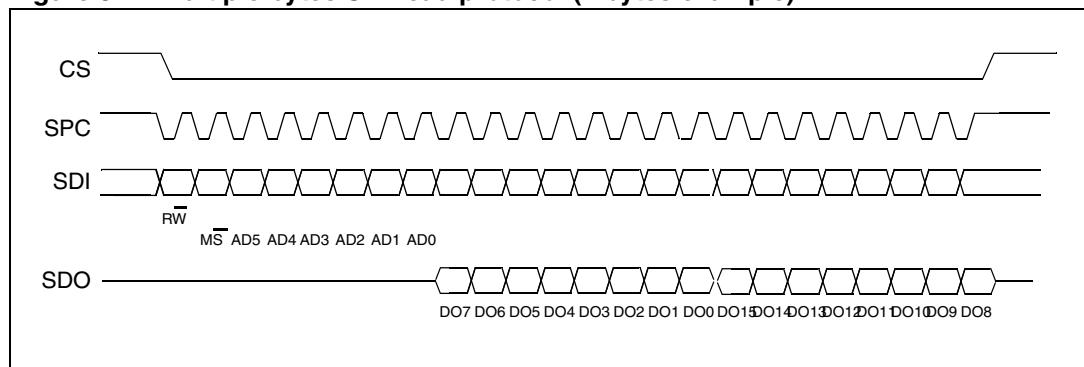 CS
SPC
SDI
RW
MS AD5 AD4 AD3 AD2 AD1 AD0
SDO
DO7 DO6 DO5 DO4 DO3 DO2 DO1 DO0 DO15 DO14 DO13 DO12 DO11 DO10 DO9 DO8